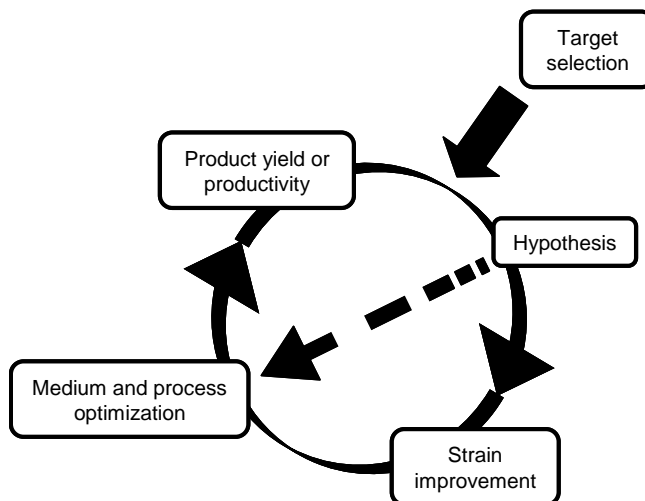 Target
selection
Product yield or
productivity
Hypothesis
Medium and process
optimization
Strain
improvement